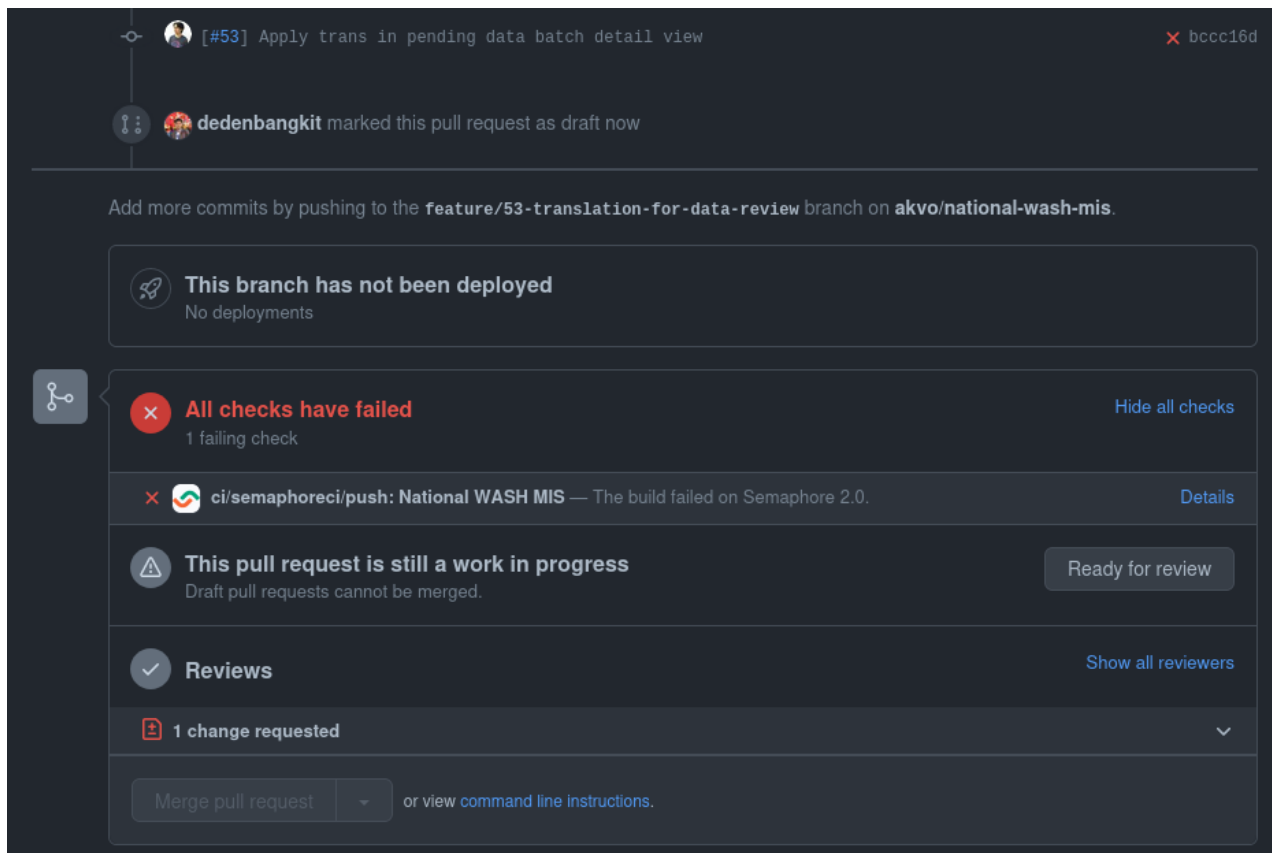 [#53] Apply trans in pending data batch detail view bccc16d
dedenbangkit marked this pull request as draft now
Add more commits by pushing to the feature/53-translation-for-data-review branch on akvo/national-wash-mis.
This branch has not been deployed
No deployments
All checks have failed Hide all checks
1 failing check
ci/semaphoreci/push: National WASH MIS — The build failed on Semaphore 2.0. Details
This pull request is still a work in progress
Ready for review
Draft pull requests cannot be merged.
Reviews Show all reviewers
1 change requested
Merge pull request or view command line instructions.